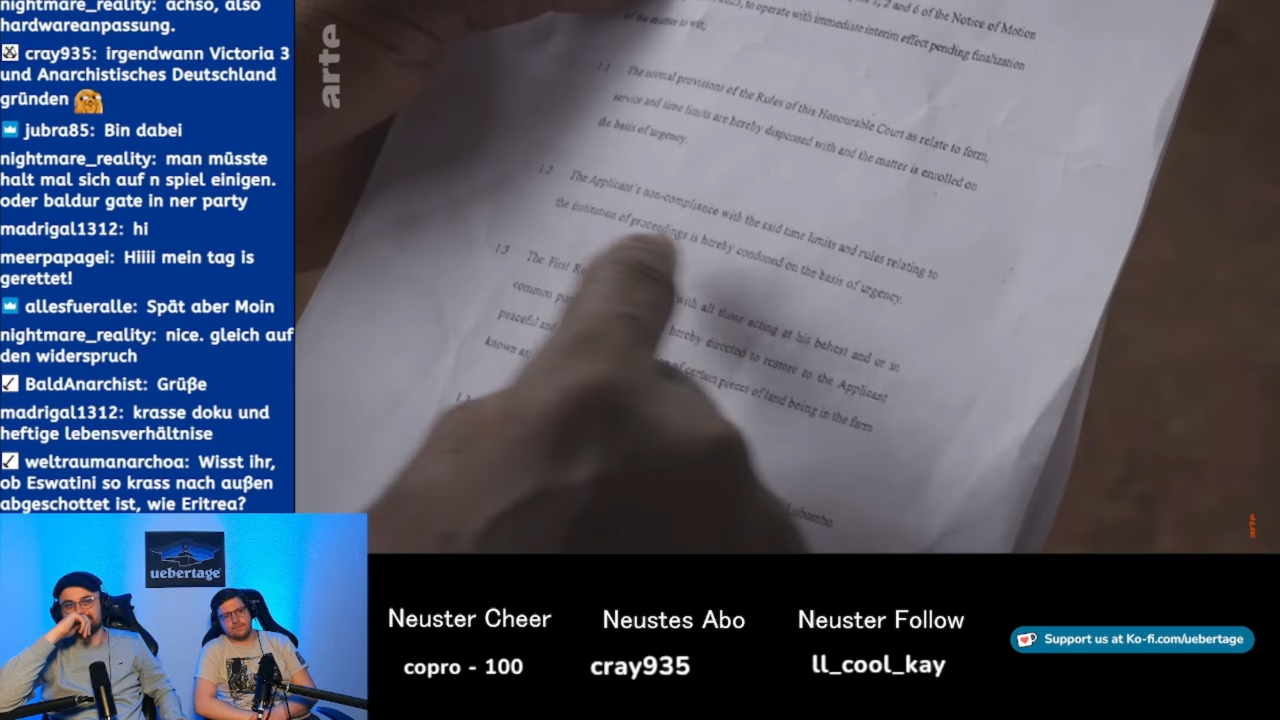 nightmare_reality: achso, also
hardwareanpassung.
cray935: irgendwann Victoria 3
und Anarchistisches Deutschland
gründen
jubra85: Bin dabei
nightmare_reality: man müsste
halt mal sich auf n spiel einigen.
oder baldur gate in ner party
madrigal1312: hi
meerpapagei: Hiiii mein tag is
gerettet!
allesfueralle: Spät aber Moin
nightmare_reality: nice. gleich auf
den widerspruch
BaldAnarchist: Grüße
madrigal1312: krasse doku und
heftige lebensverhältnise
weltraumanarchoa: Wisst ihr,
ob Eswatini so krass nach außen
abgeschottet ist, wie Eritrea?
arte
1, 2 and 6 of the Notice of Motion
to operate with immediate interim effect pending finalization
of the matter to wit;
1.1 The normal provisions of the Rules of this Honourable Court as relate to form,
service and time limits are hereby dispensed with and the matter is enrolled on
the basis of urgency.
1.2 The Applicant's non-compliance with the said time limits and rules relating to
the institution of proceedings is hereby condoned on the basis of urgency.
1.3 The First with all those acting at his behest and or in
common hereby directed to restore to the Applicant
peaceful and of certain pieces of land being in the farm
known as
Lubombo
arte
uebertage
Neuster Cheer
copro - 100
Neustes Abo
cray935
Neuster Follow
ll_cool_kay
Support us at Ko-fi.com/uebertage